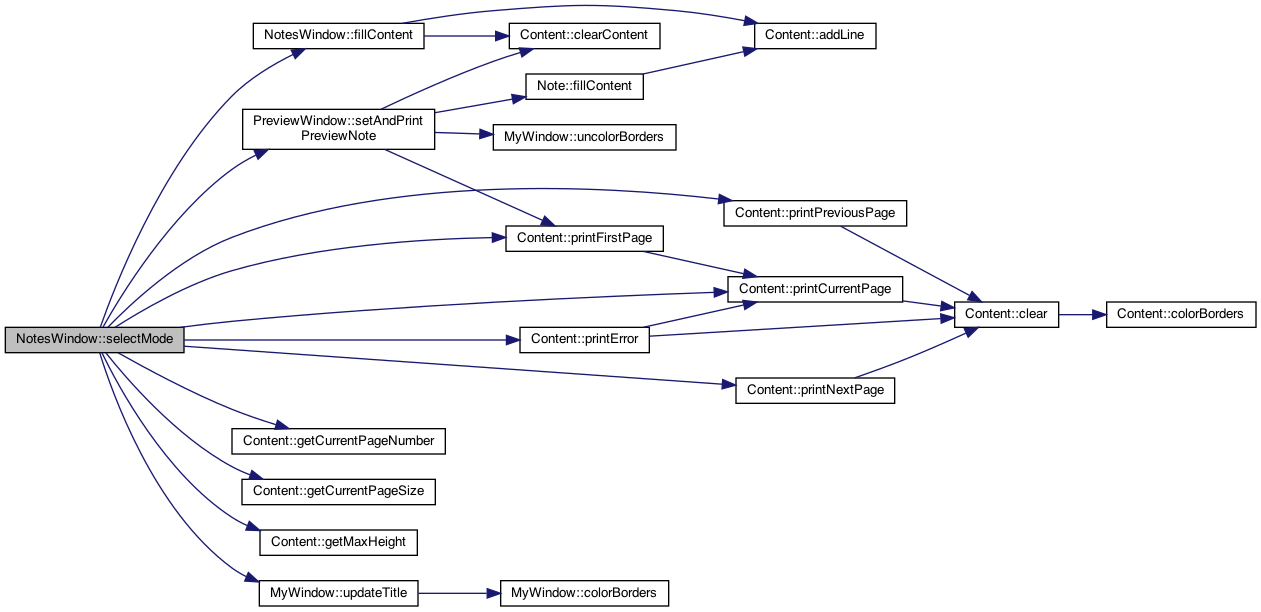 NotesWindow::fillContent
Content::clearContent
Content::addLine
Note::fillContent
PreviewWindow::setAndPrint
PreviewNote
MyWindow::uncolorBorders
Content::printPreviousPage
Content::printFirstPage
Content::printCurrentPage
Content::clear
Content::colorBorders
NotesWindow::selectMode
Content::printError
Content::printNextPage
Content::getCurrentPageNumber
Content::getCurrentPageSize
Content::getMaxHeight
MyWindow::updateTitle
MyWindow::colorBorders